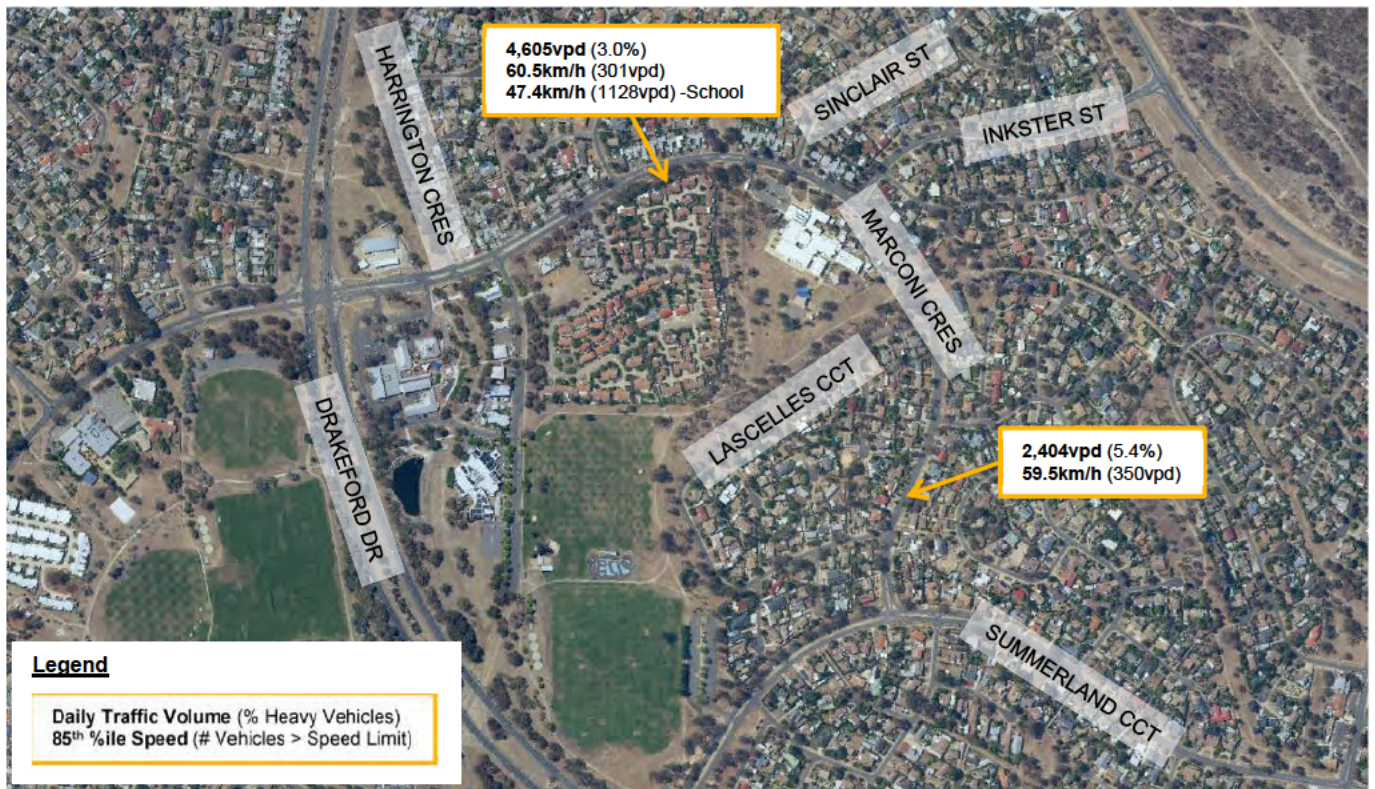 4,605vpd (3.0%)
60.5km/h (301vpd)
47.4km/h (1128vpd) -School
HARRINGTON CRES
SINCLAIR ST
INKSTER ST
MARCONI CRES
LASCELLES CCT
DRAKEFORD DR
2,404vpd (5.4%)
59.5km/h (350vpd)
SUMMERLAND CCT
Legend
Daily Traffic Volume (% Heavy Vehicles)
85th %ile Speed (# Vehicles > Speed Limit)